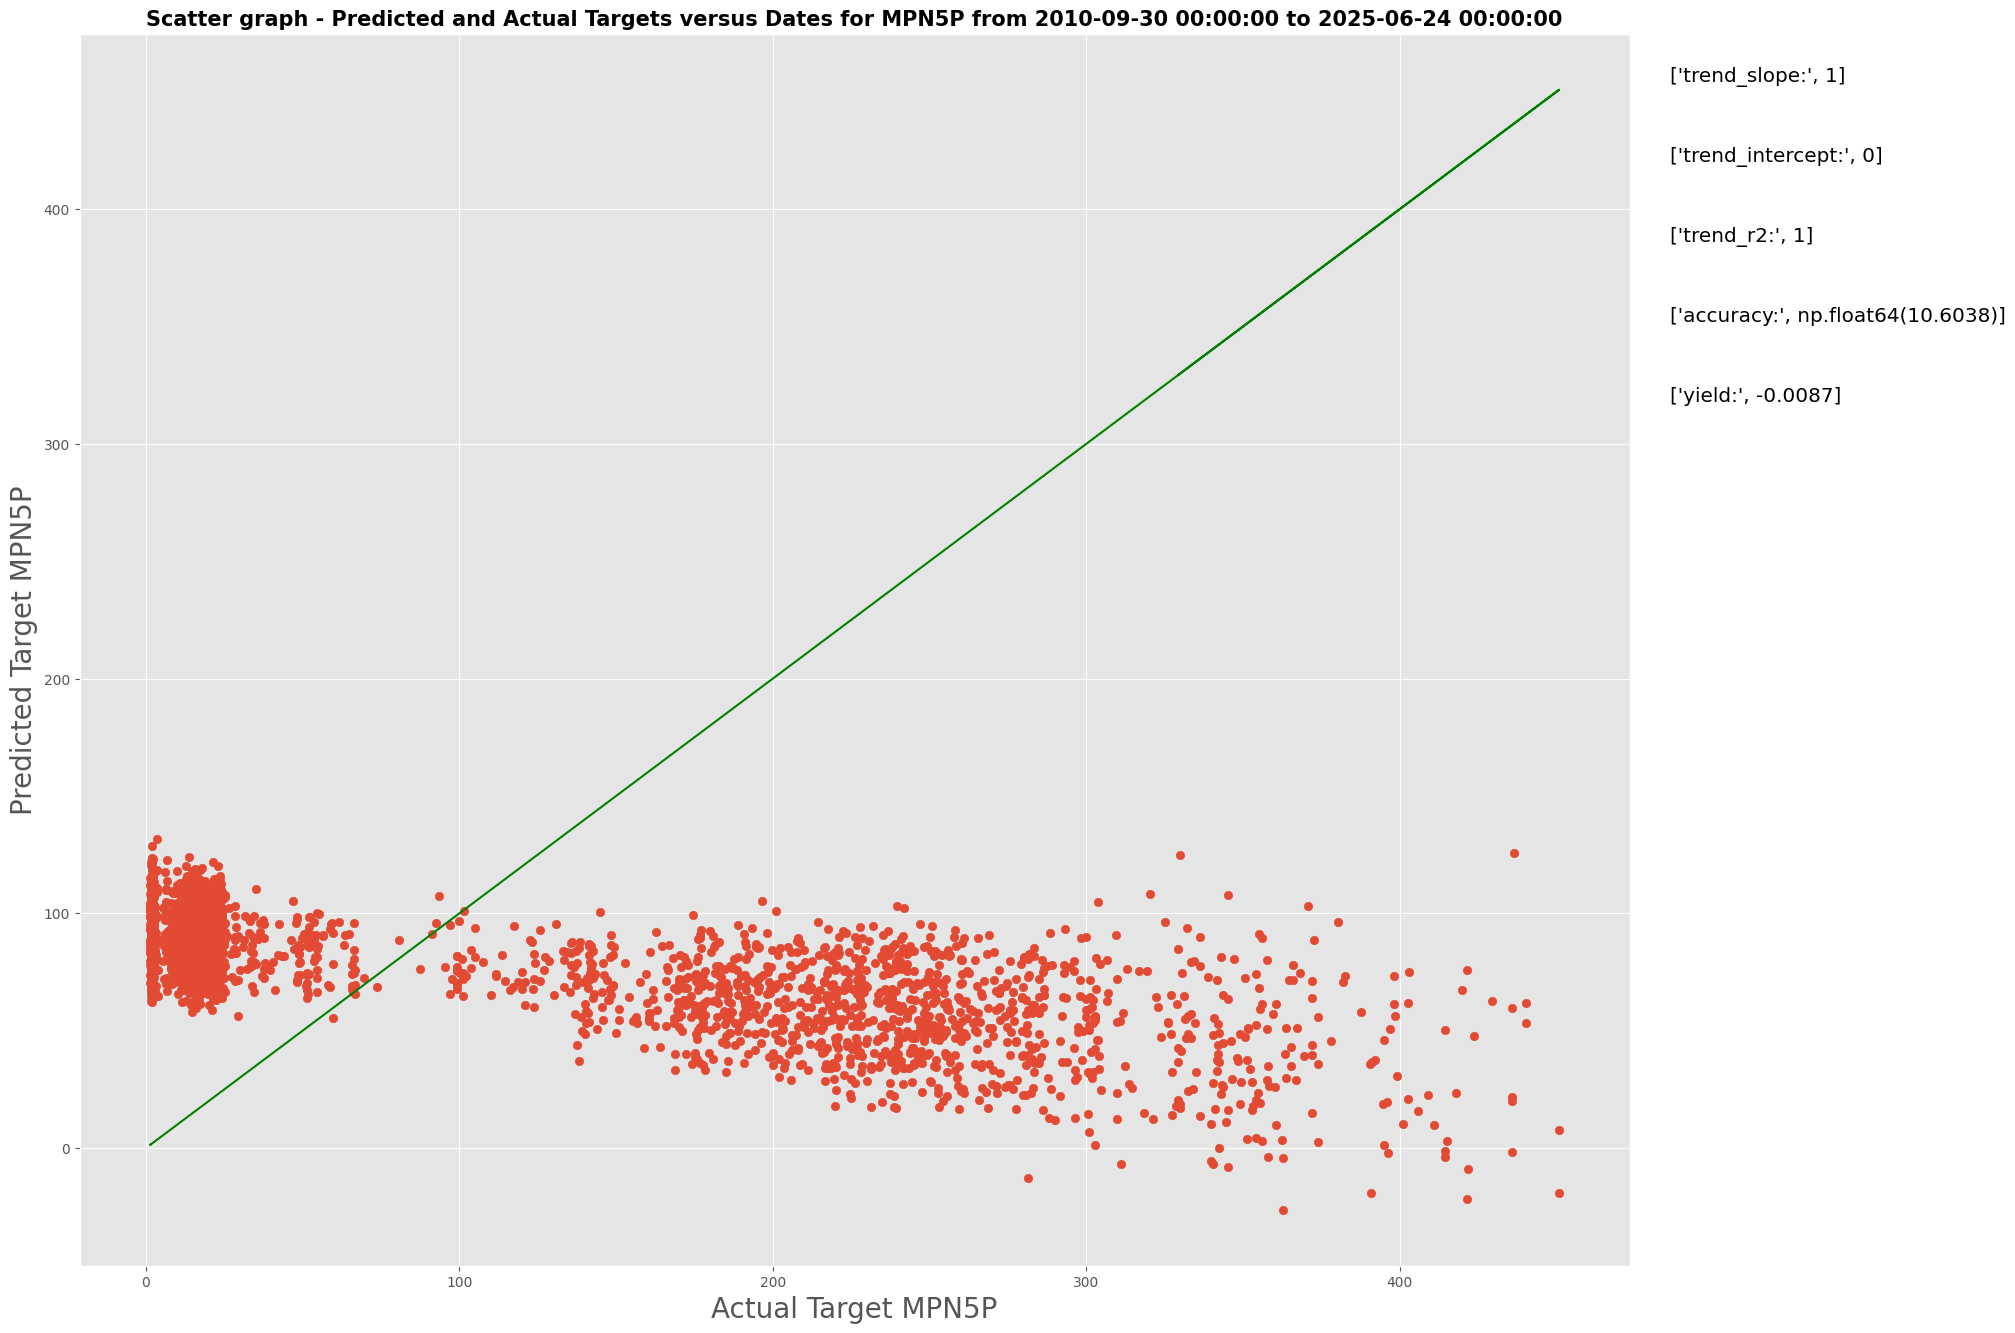 Scatter graph - Predicted and Actual Targets versus Dates for MPN5P from 2010-09-30 00:00:00 to 2025-06-24 00:00:00
['trend_slope:', 1]
['trend_intercept:', 0]
['trend_r2:', 1]
['accuracy:', np.float64(10.6038)]
['yield:', -0.0087]
Predicted Target MPN5P
400
300
200
100
0
0 100 200 300 400
Actual Target MPN5P